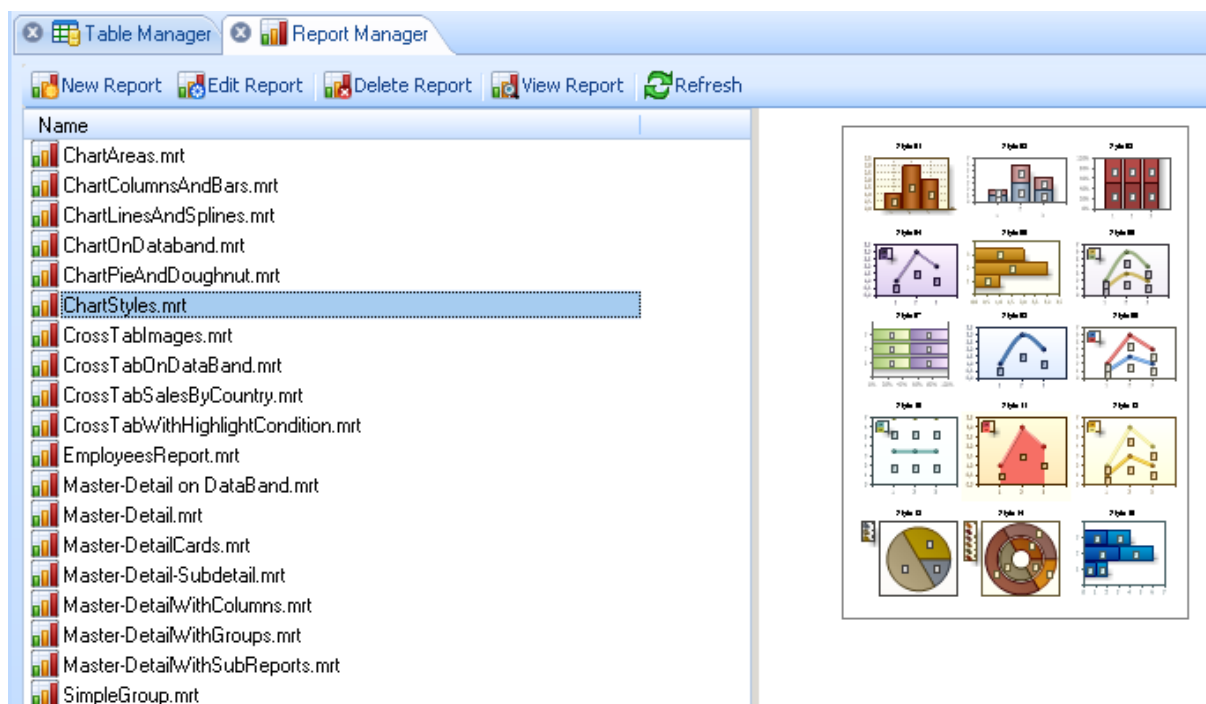 Table Manager Report Manager
New Report Edit Report Delete Report View Report Refresh
Name
ChartAreas.mrt
ChartColumnsAndBars.mrt
ChartLinesAndSplines.mrt
ChartOnDataband.mrt
ChartPieAndDoughnut.mrt
ChartStyles.mrt
CrossTabImages.mrt
CrossTabOnDataBand.mrt
CrossTabSalesByCountry.mrt
CrossTabWithHighlightCondition.mrt
EmployeesReport.mrt
Master-Detail on DataBand.mrt
Master-Detail.mrt
Master-DetailCards.mrt
Master-Detail-Subdetail.mrt
Master-DetailWithColumns.mrt
Master-DetailWithGroups.mrt
Master-DetailWithSubReports.mrt
SimpleGroup.mrt